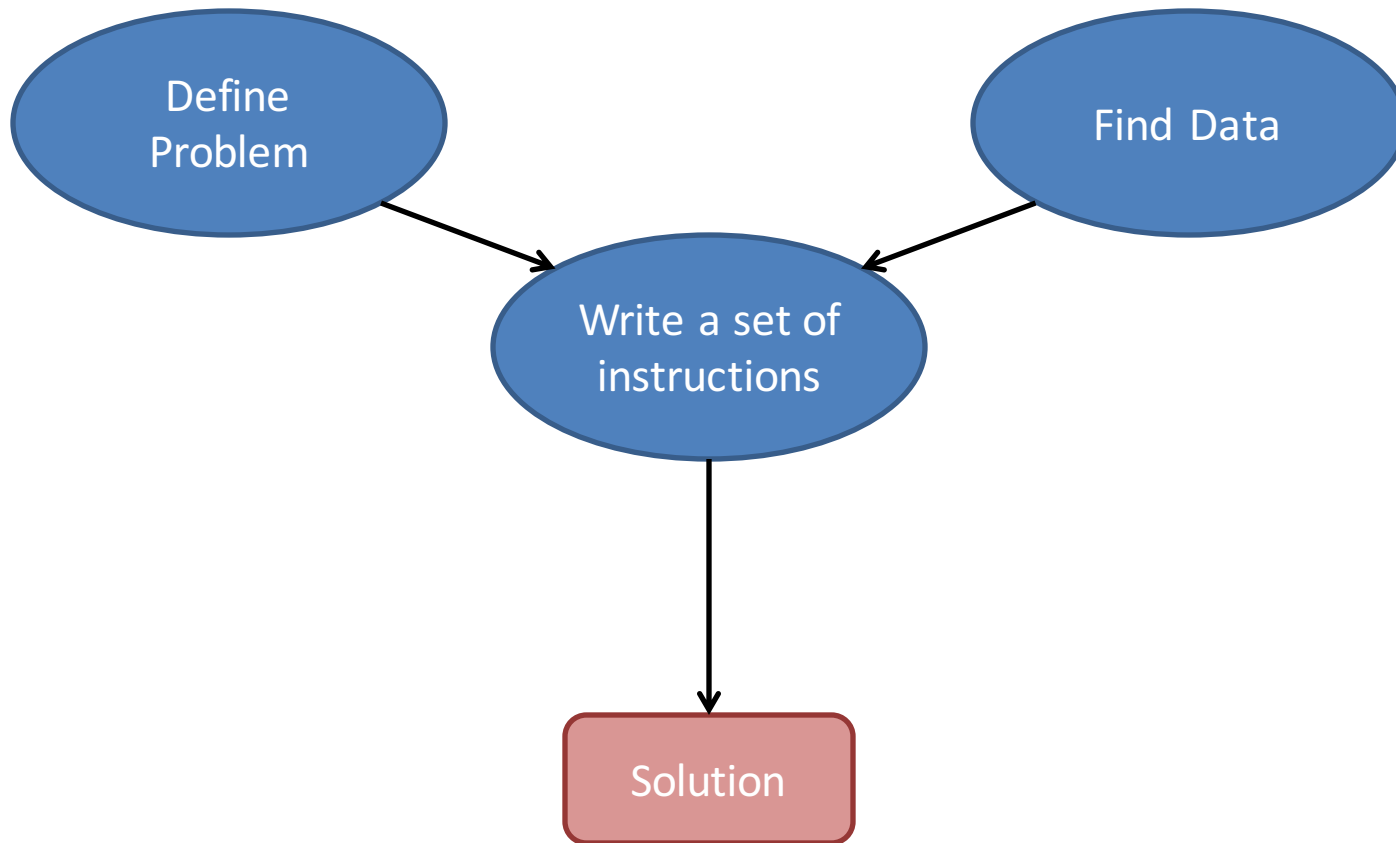 Define
Problem
Find Data
Write a set of
instructions
Solution